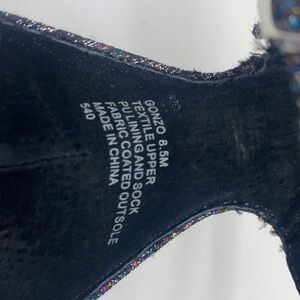 GONZO 8.5M
TEXTILE UPPER
PU LINING AND SOCK
FABRIC COATED OUTSOLE
MADE IN CHINA
540